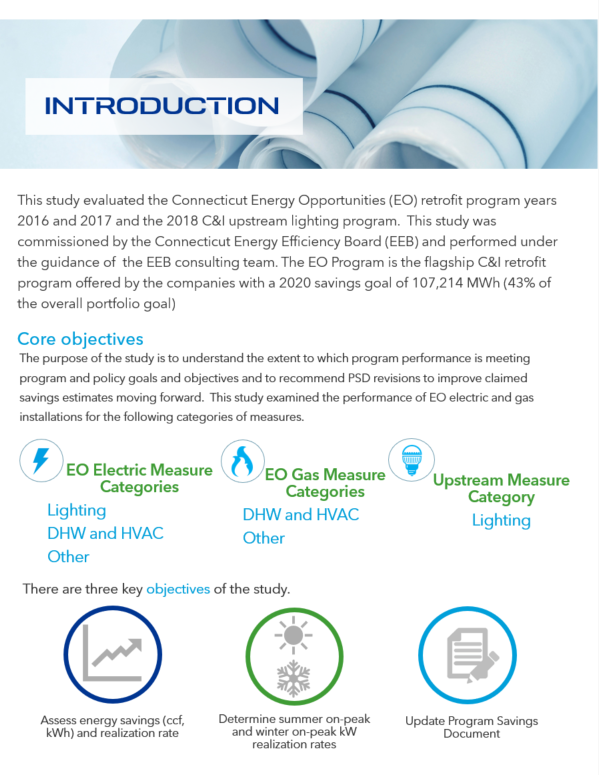 INTRODUCTION
This study evaluated the Connecticut Energy Opportunities (EO) retrofit program years
2016 and 2017 and the 2018 C&I upstream lighting program.  This study was
commissioned by the Connecticut Energy Efficiency Board (EEB) and performed under
the guidance of  the EEB consulting team. The EO Program is the flagship C&I retrofit
program offered by the companies with a 2020 savings goal of 107,214 MWh (43% of
the overall portfolio goal)
Core objectives
The purpose of the study is to understand the extent to which program performance is meeting
program and policy goals and objectives and to recommend PSD revisions to improve claimed
savings estimates moving forward.  This study examined the performance of EO electric and gas
installations for the following categories of measures.
EO Electric Measure
Categories
Lighting
DHW and HVAC
Other
EO Gas Measure
Categories
DHW and HVAC
Other
Upstream Measure
Category
Lighting
There are three key objectives of the study.
Assess energy savings (ccf,
kWh) and realization rate
Determine summer on-peak
and winter on-peak kW
realization rates
Update Program Savings
Document